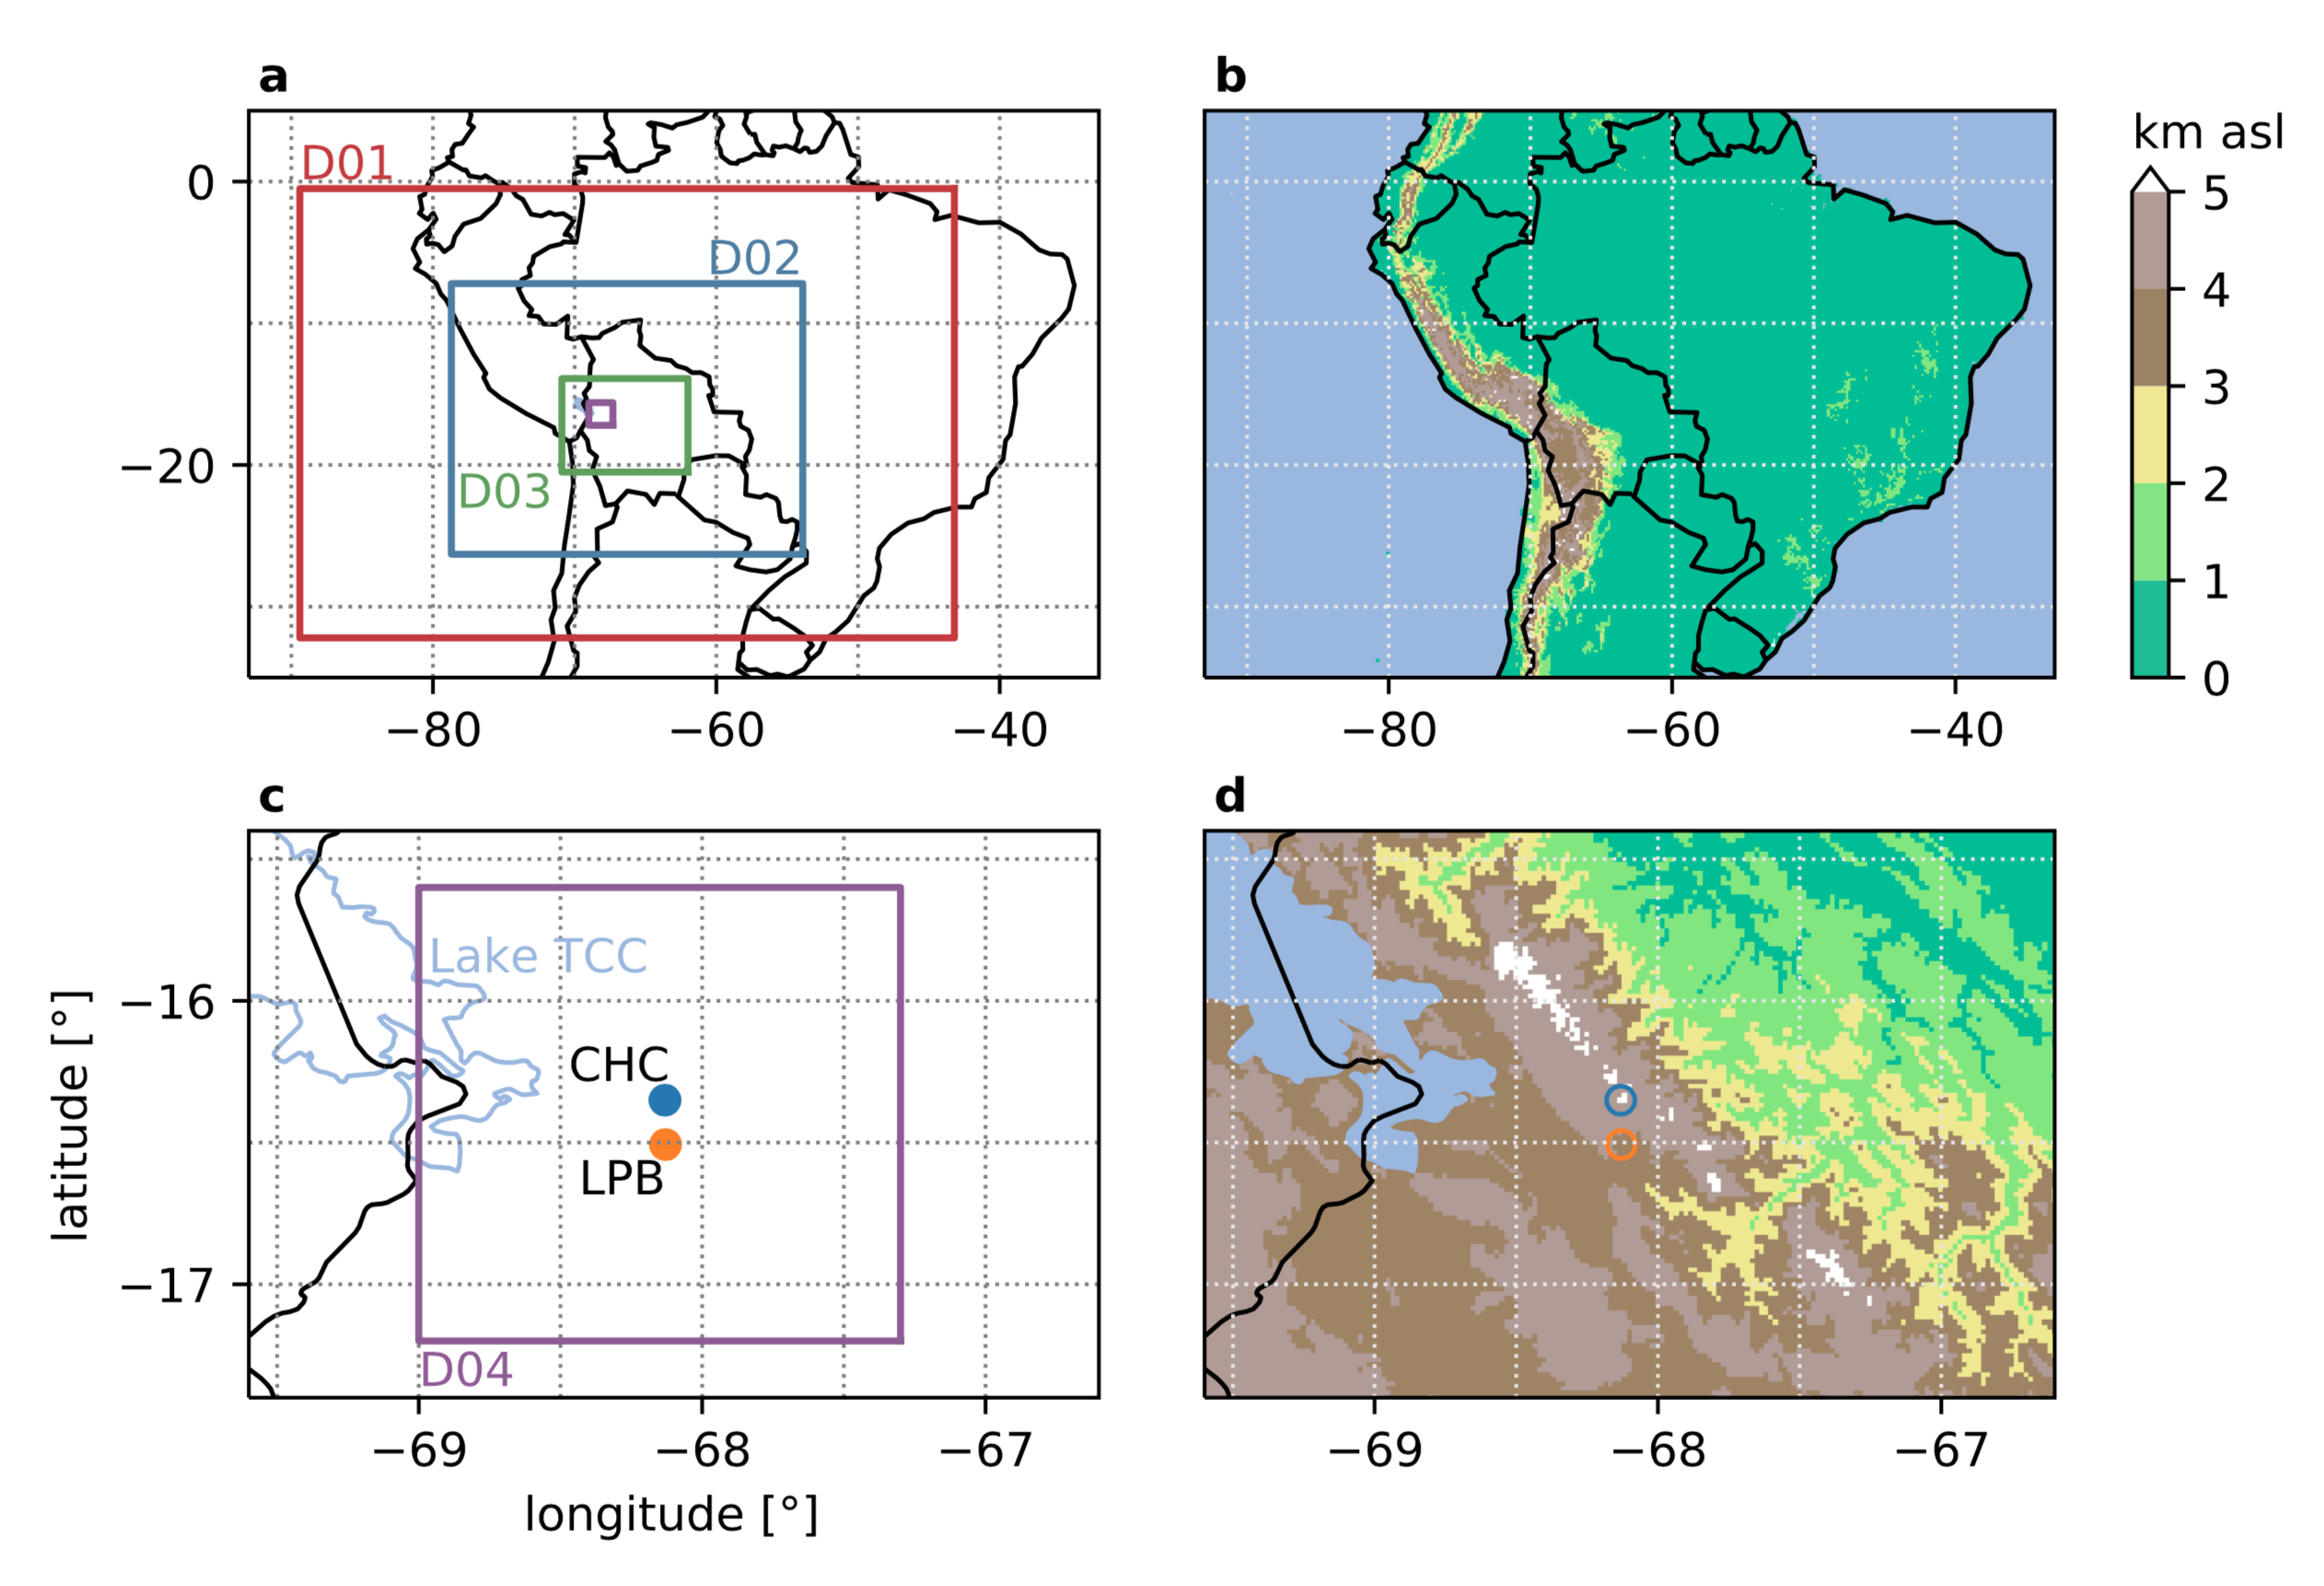 a
b
km asl
D01
D02
D03
0
−20
−80
−60
−40
−80
−60
−40
5
4
3
2
1
0
c
d
Lake TCC
CHC
LPB
D04
−16
−17
latitude [°]
−69
−68
−67
longitude [°]
−69
−68
−67